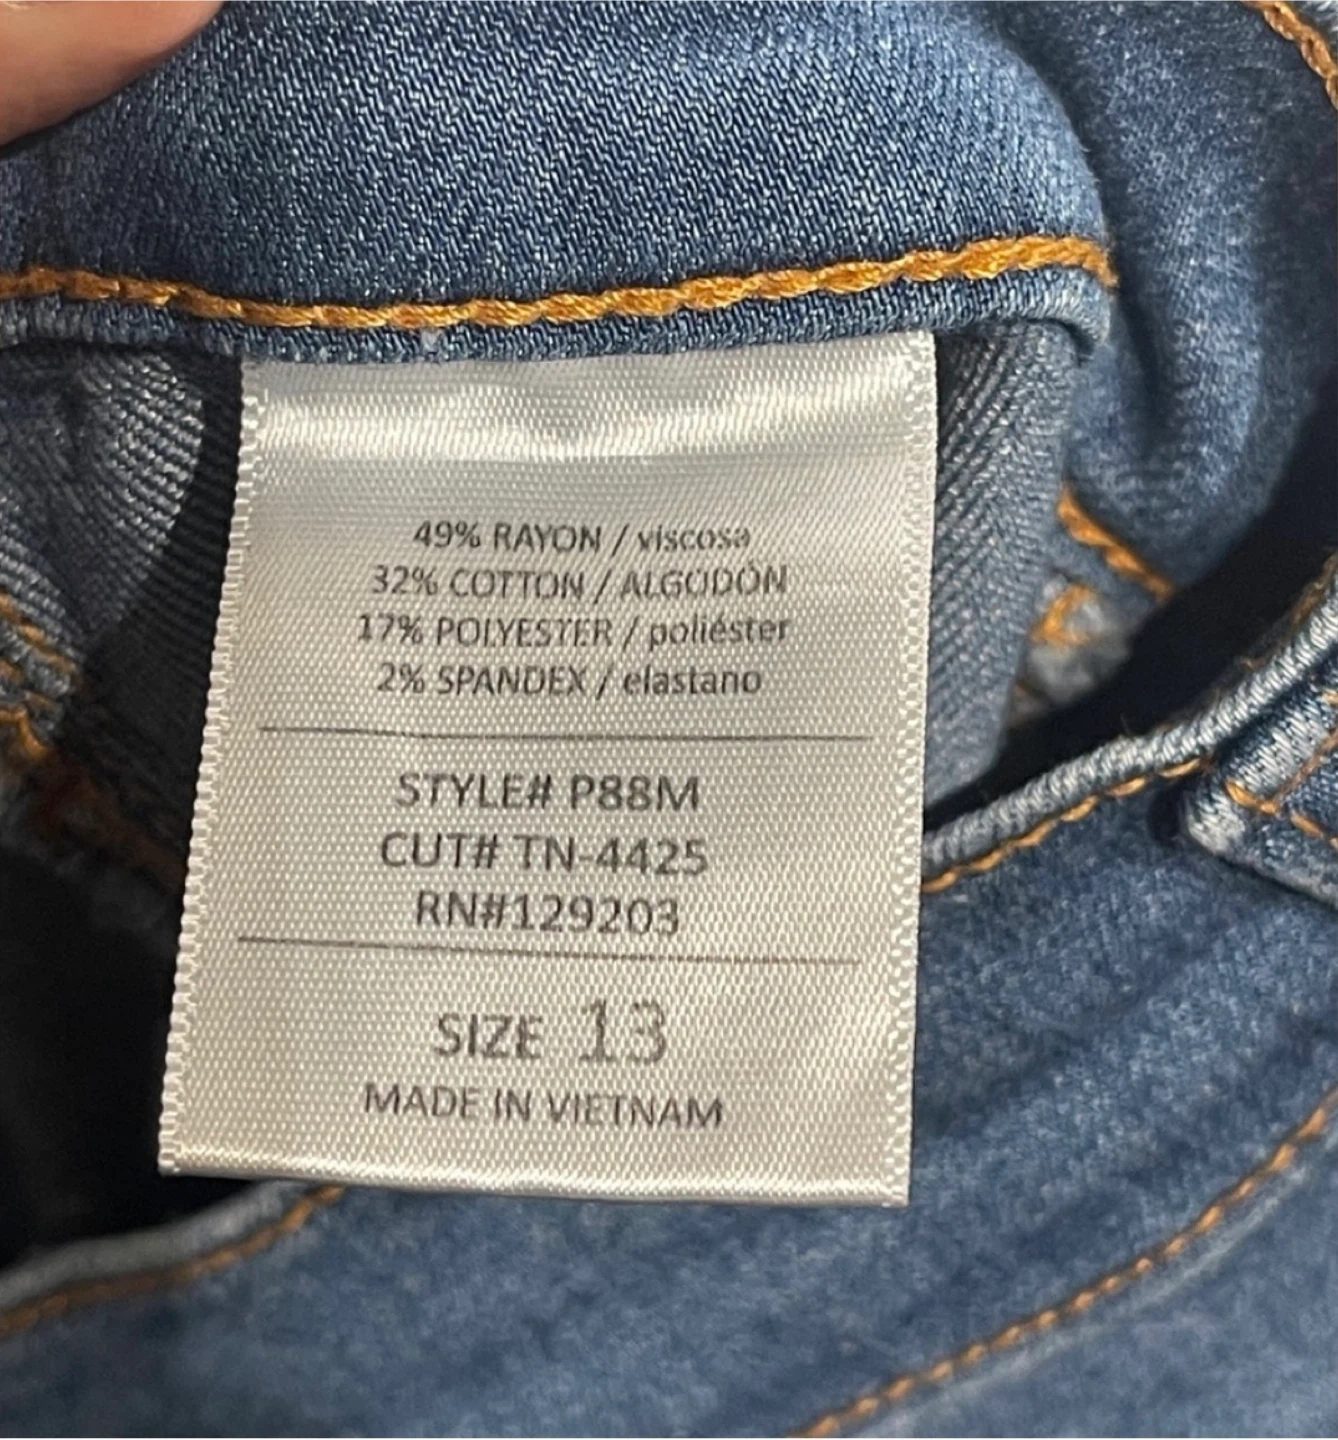 49% RAYON / viscosa
32% COTTON / ALGODÓN
17% POLYESTER / poliéster
2% SPANDEX / elastano
STYLE# P88M
CUT# TN-4425
RN#129203
SIZE 13
MADE IN VIETNAM